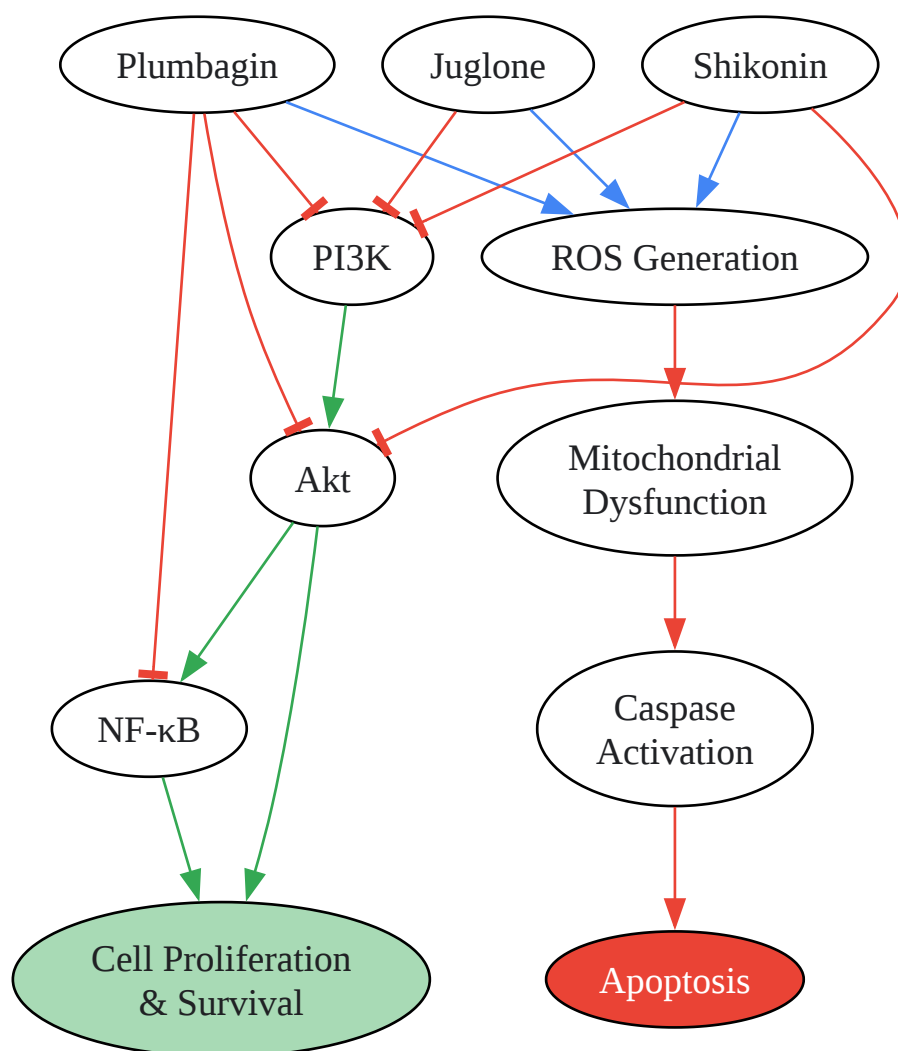 Plumbagin
Juglone
Shikonin
PI3K
ROS Generation
Akt
Mitochondrial
Dysfunction
NF-κB
Caspase
Activation
Cell Proliferation
& Survival
Apoptosis